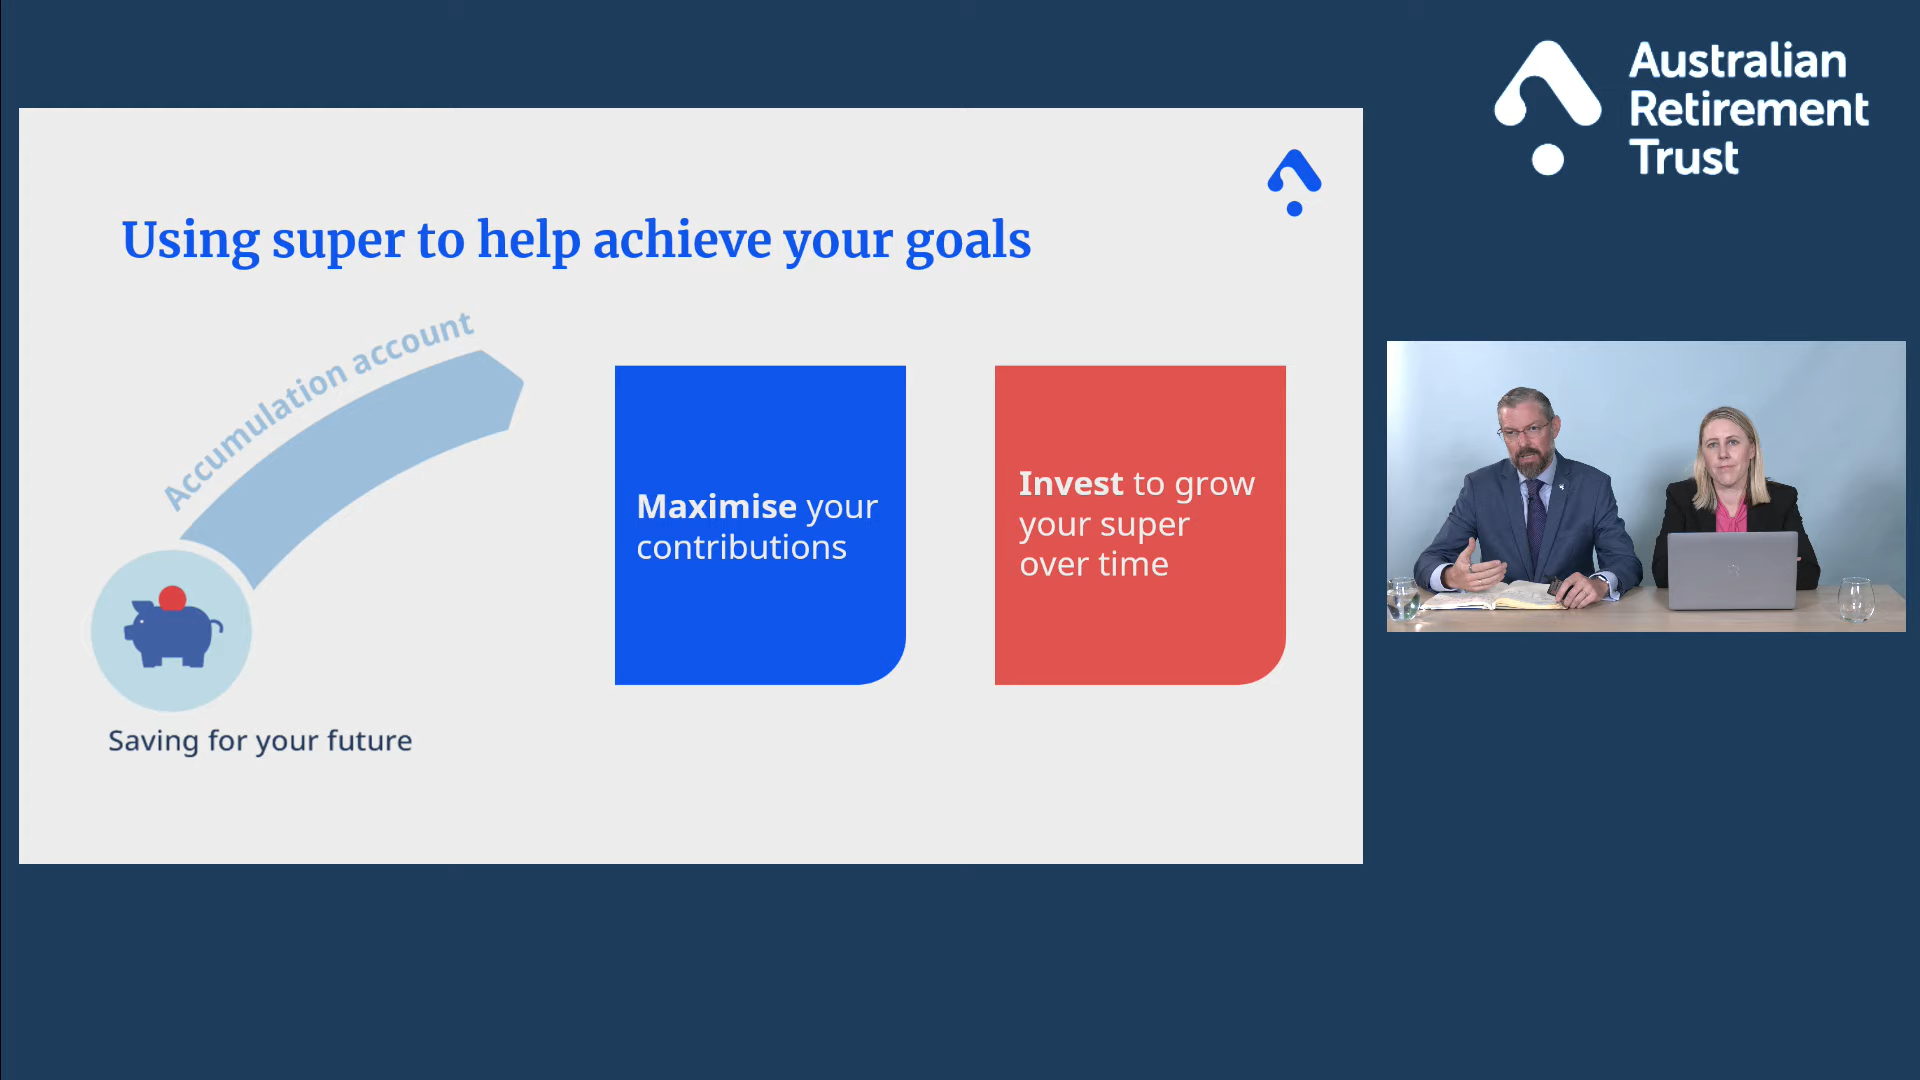 Australian
Retirement
Trust
Using super to help achieve your goals
Accumulation account
Maximise your
contributions
Invest to grow
your super
over time
Saving for your future